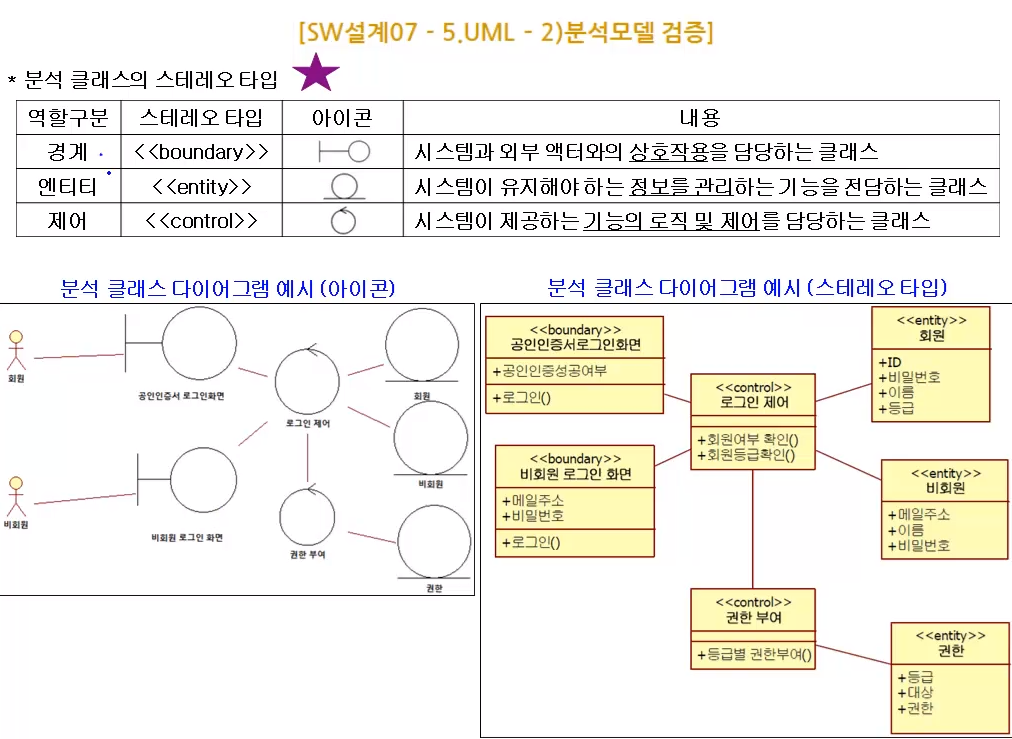 [SW설계07 - 5.UML - 2)분석모델 검증]
* 분석 클래스의 스테레오 타입
역할구분 스테레오 타입 아이콘 내용
경계 <<boundary>> 시스템과 외부 액터와의 상호작용을 담당하는 클래스
엔티티 <<entity>> 시스템이 유지해야 하는 정보를 관리하는 기능을 전담하는 클래스
제어 <<control>> 시스템이 제공하는 기능의 로직 및 제어를 담당하는 클래스
분석 클래스 다이어그램 예시 (아이콘)
회원
공인인증서 로그인화면
로그인 제어
회원
비회원
비회원
비회원 로그인 화면
권한 부여
권한
분석 클래스 다이어그램 예시 (스테레오 타입)
<<boundary>>
공인인증서로그인화면
+공인인증성공여부
+로그인()
<<boundary>>
비회원 로그인 화면
+메일주소
+비밀번호
+로그인()
<<control>>
로그인 제어
+회원여부 확인()
+회원등급확인()
<<entity>>
회원
+ID
+비밀번호
+이름
+등급
<<entity>>
비회원
+메일주소
+이름
+비밀번호
<<control>>
권한 부여
+등급별 권한부여()
<<entity>>
권한
+등급
+대상
+권한